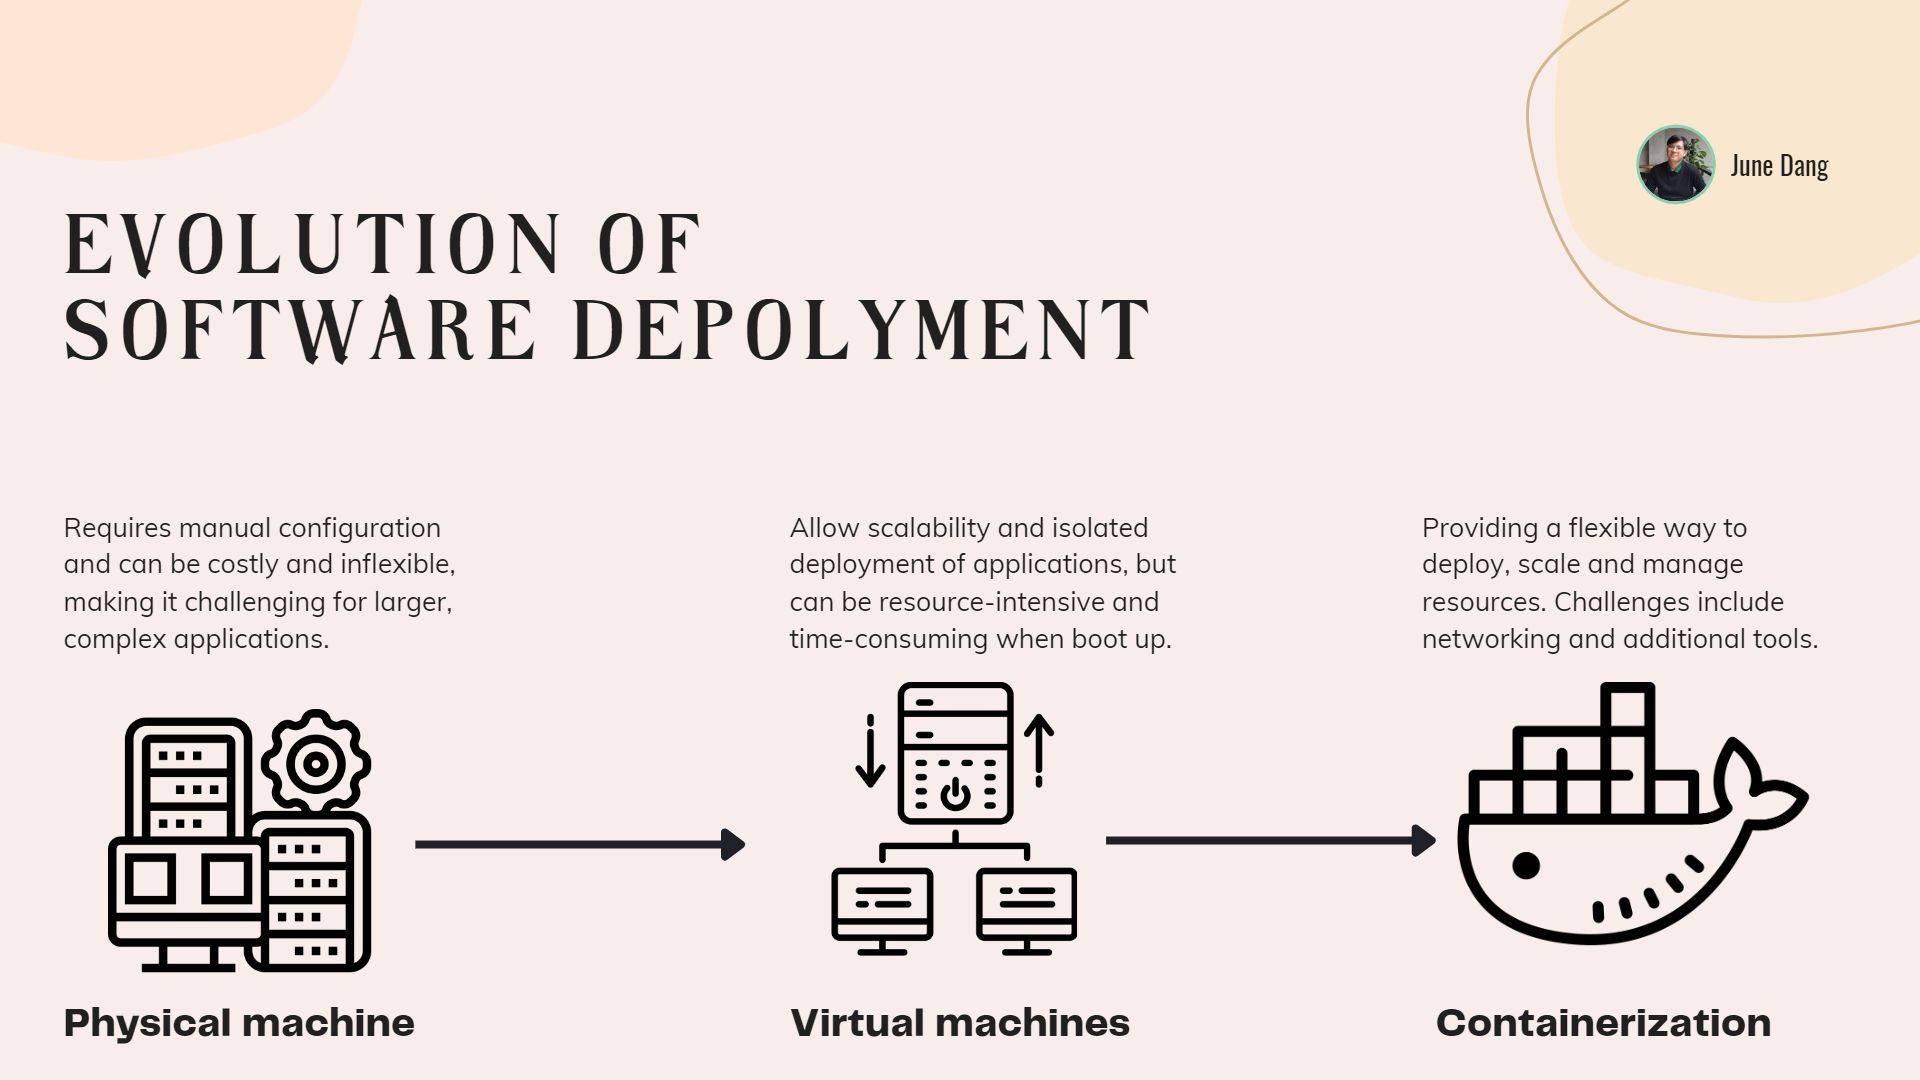 June Dang
EVOLUTION OF
SOFTWARE DEPOLYMENT
Requires manual configuration
and can be costly and inflexible,
making it challenging for larger,
complex applications.
Allow scalability and isolated
deployment of applications, but
can be resource-intensive and
time-consuming when boot up.
Providing a flexible way to
deploy, scale and manage
resources. Challenges include
networking and additional tools.
Physical machine
Virtual machines
Containerization